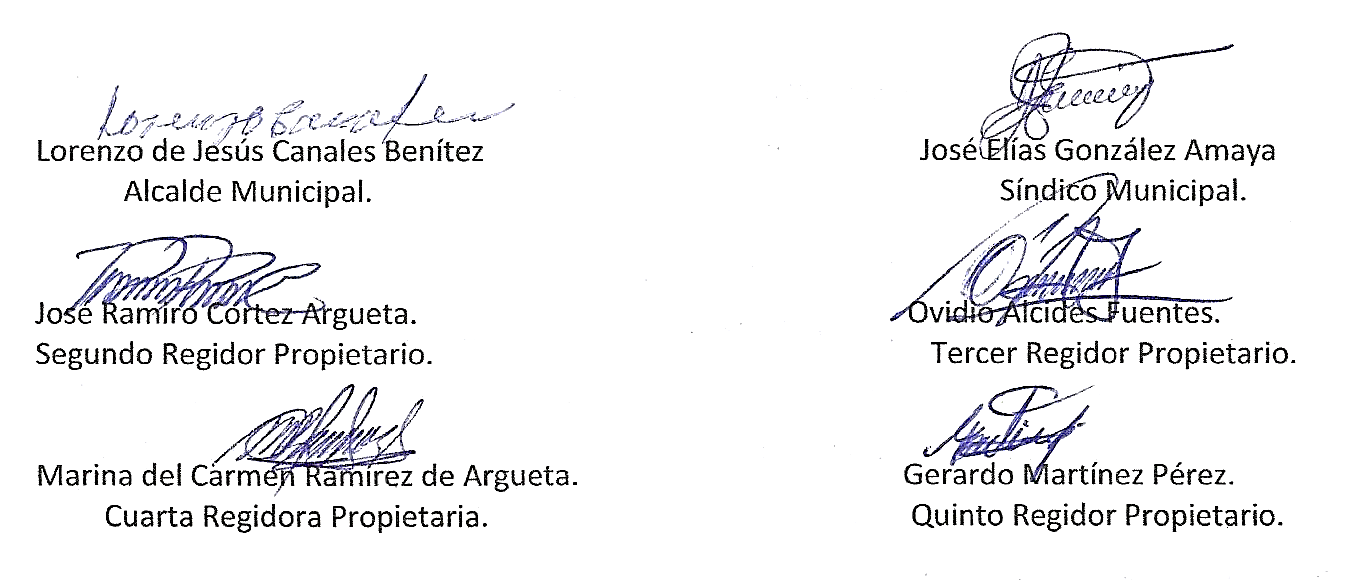 Lorenzo Canales
Lorenzo de Jesús Canales Benítez
Alcalde Municipal.
José Elías González Amaya
Síndico Municipal.
José Ramiro Cortez Argueta.
Segundo Regidor Propietario.
Ovidio Alcides Fuentes.
Tercer Regidor Propietario.
Marina del Carmen Ramírez de Argueta.
Cuarta Regidora Propietaria.
Gerardo Martínez Pérez.
Quinto Regidor Propietario.